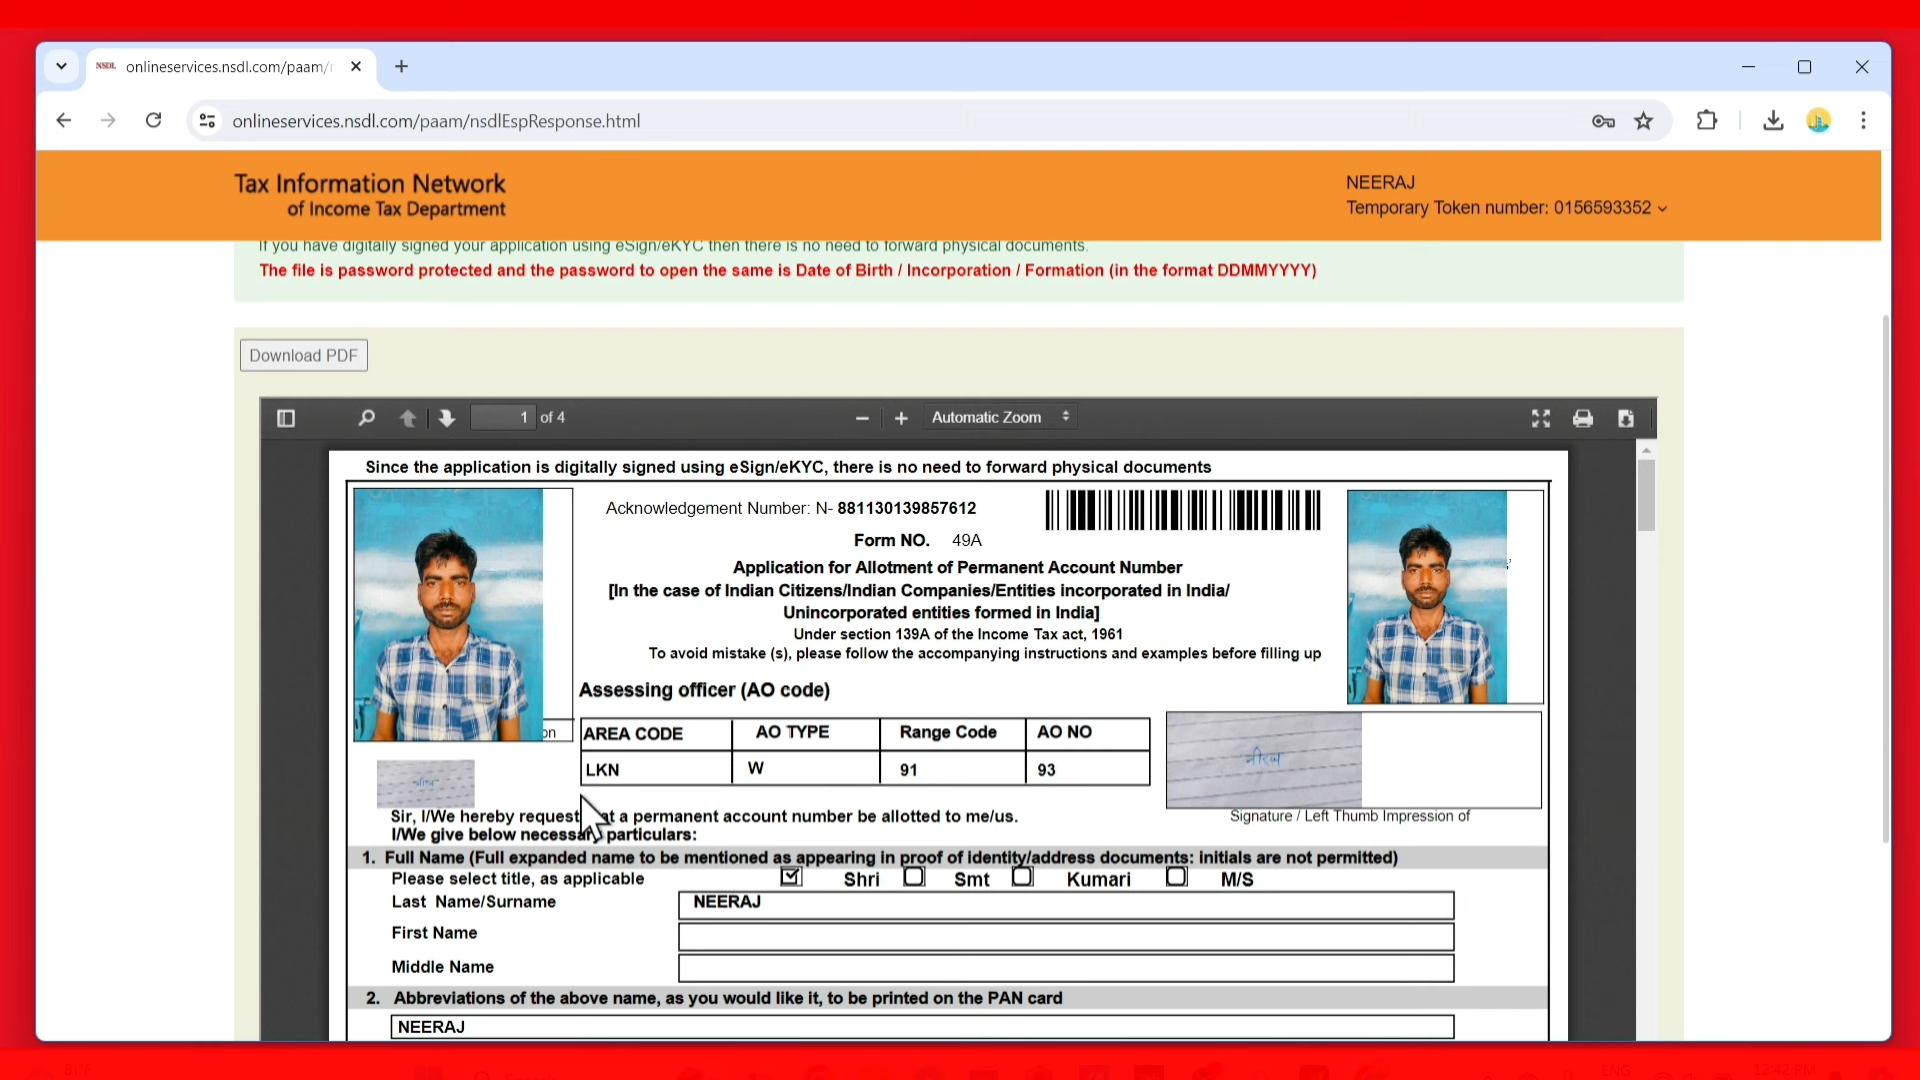 NSDL onlineservices.nsdl.com/paam/
onlineservices.nsdl.com/paam/nsdlEspResponse.html
Tax Information Network
of Income Tax Department
NEERAJ
Temporary Token number: 0156593352
If you have digitally signed your application using eSign/eKYC then there is no need to forward physical documents.
The file is password protected and the password to open the same is Date of Birth / Incorporation / Formation (in the format DDMMYYYY)
Download PDF
1 of 4
Automatic Zoom
Since the application is digitally signed using eSign/eKYC, there is no need to forward physical documents
Acknowledgement Number: N- 881130139857612
Form NO. 49A
Application for Allotment of Permanent Account Number
[In the case of Indian Citizens/Indian Companies/Entities incorporated in India/
Unincorporated entities formed in India]
Under section 139A of the Income Tax act, 1961
To avoid mistake (s), please follow the accompanying instructions and examples before filling up
Assessing officer (AO code)
on
AREA CODE AO TYPE Range Code AO NO
LKN W 91 93
नीरज
नीरज
Signature / Left Thumb Impression of
Sir, I/We hereby request a permanent account number be allotted to me/us.
I/We give below necessary particulars:
1. Full Name (Full expanded name to be mentioned as appearing in proof of identity/address documents: initials are not permitted)
Please select title, as applicable Shri Smt Kumari M/S
Last Name/Surname NEERAJ
First Name
Middle Name
2. Abbreviations of the above name, as you would like it, to be printed on the PAN card
NEERAJ
81°F
ENG
12:42 PM